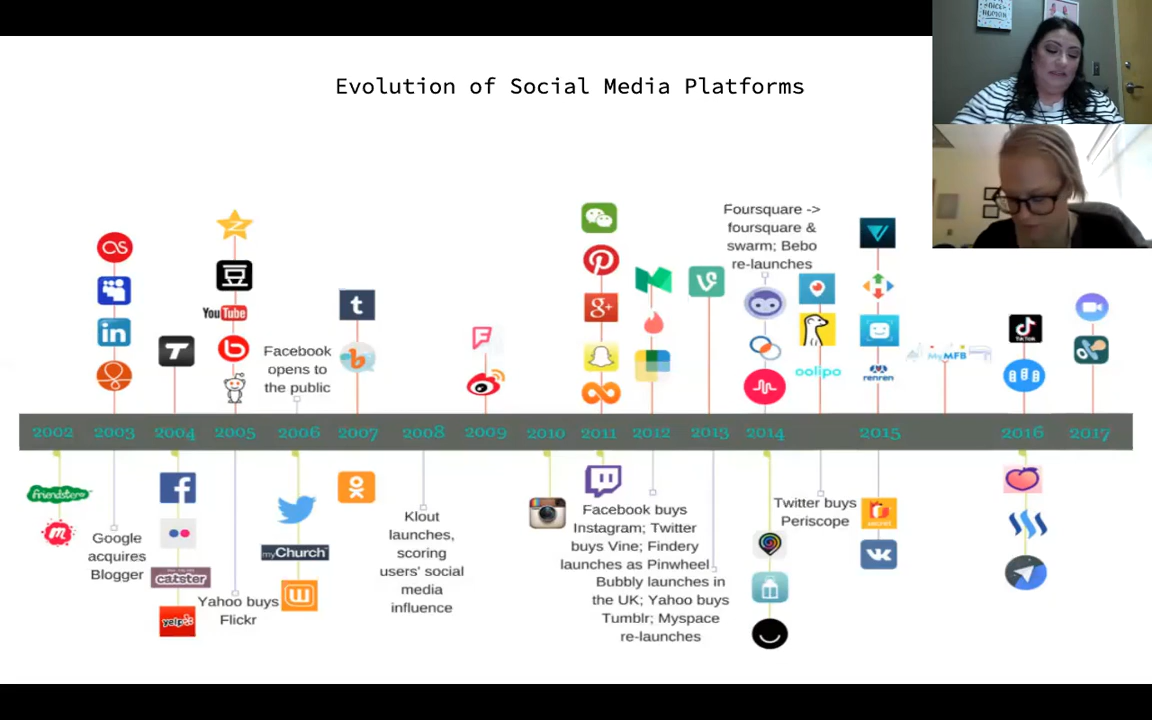 Evolution of Social Media Platforms
Foursquare ->
foursquare &
swarm; Bebo
re-launches
YouTube
Facebook
opens to
the public
TikTok
oolipo
renren
MyMFB
2002 2003 2004 2005 2006 2007 2008 2009 2010 2011 2012 2013 2014 2015 2016 2017
friendster
Google
acquires
Blogger
catster
yelp
Yahoo buys
Flickr
myChurch
Klout
launches,
scoring
users' social
media
influence
Facebook buys
Instagram; Twitter
buys Vine; Findery
launches as Pinwheel
Bubbly launches in
the UK; Yahoo buys
Tumblr; Myspace
re-launches
Twitter buys
Periscope
secret